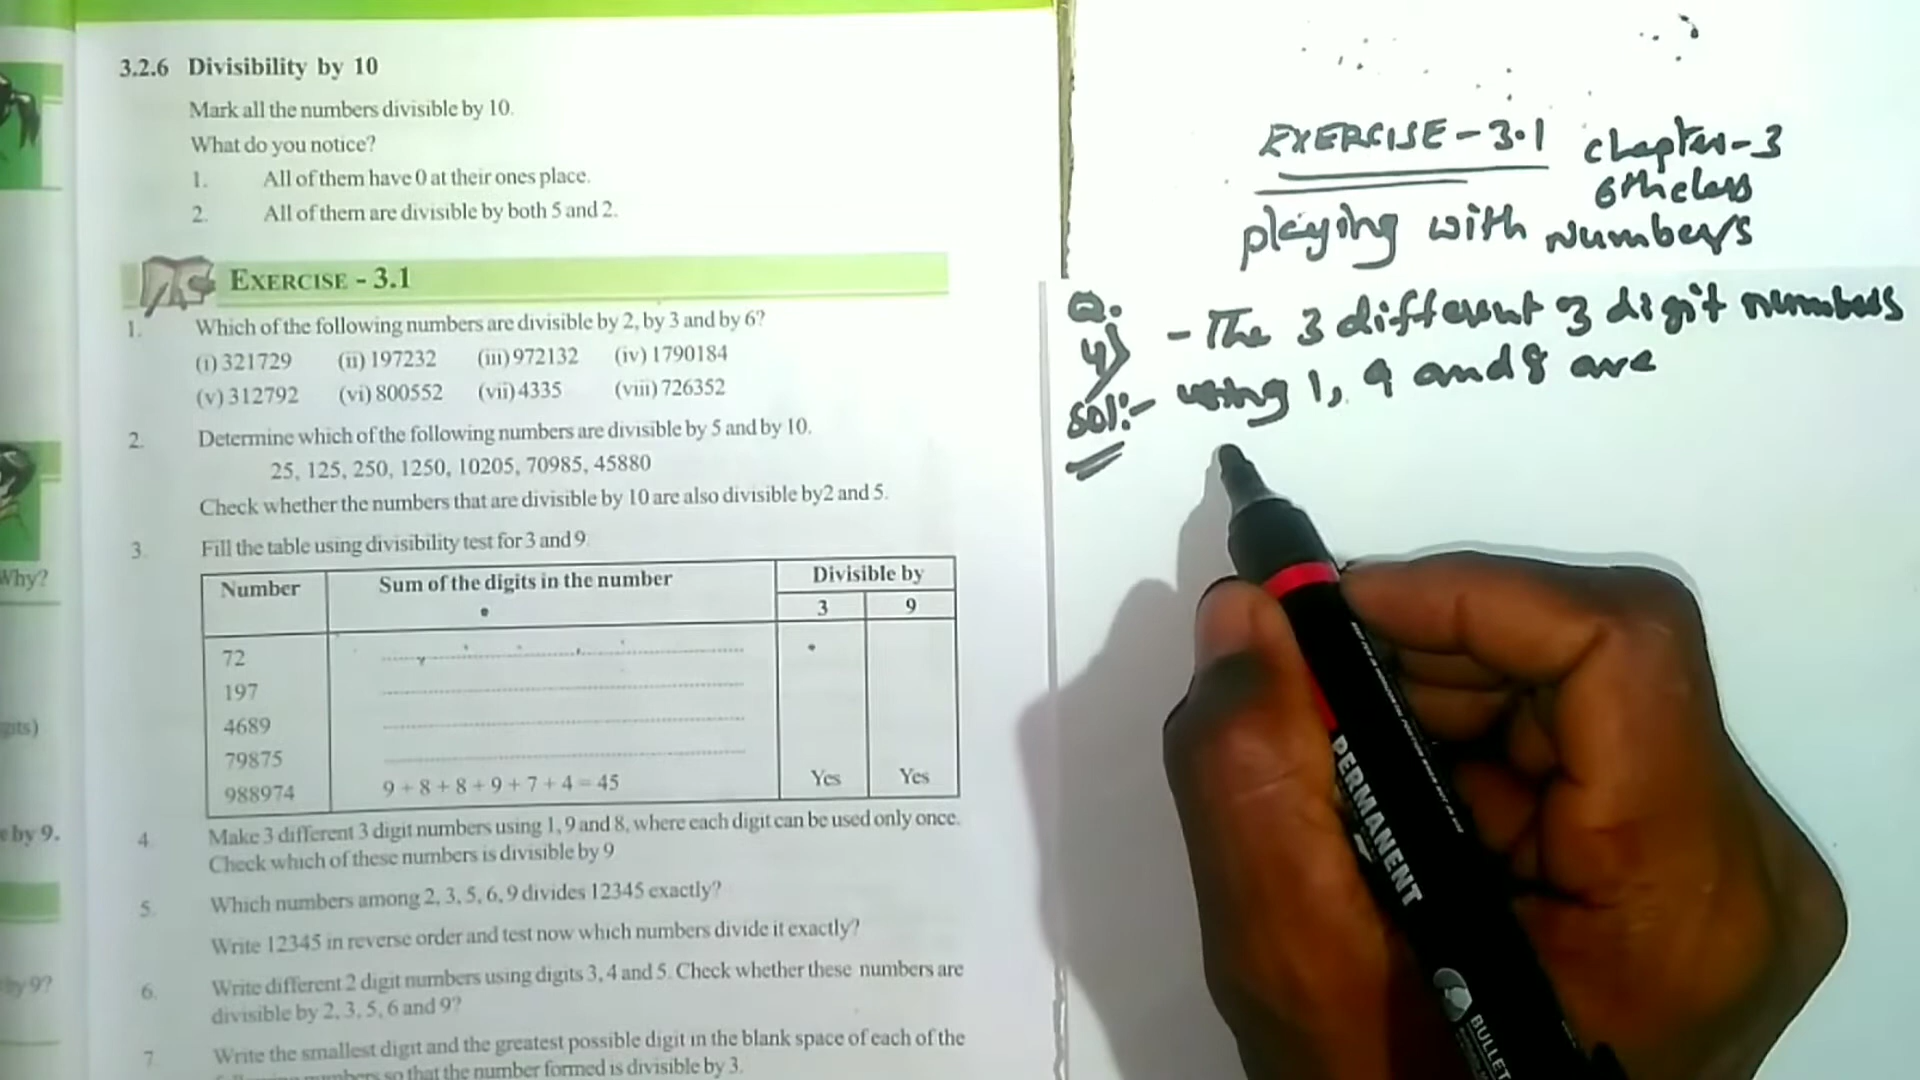 3.2.6 Divisibility by 10
Mark all the numbers divisible by 10.
What do you notice?
1. All of them have 0 at their ones place.
2. All of them are divisible by both 5 and 2.
EXERCISE - 3.1
1. Which of the following numbers are divisible by 2, by 3 and by 6?
(i) 321729 (ii) 197232 (iii) 972132 (iv) 1790184
(v) 312792 (vi) 800552 (vii) 4335 (viii) 726352
2. Determine which of the following numbers are divisible by 5 and by 10.
25, 125, 250, 1250, 10205, 70985, 45880
Check whether the numbers that are divisible by 10 are also divisible by2 and 5.
3. Fill the table using divisibility test for 3 and 9.
Number Sum of the digits in the number Divisible by
3 9
72
197
4689
79875
988974 9 + 8 + 8 + 9 + 7 + 4 = 45 Yes Yes
4. Make 3 different 3 digit numbers using 1, 9 and 8, where each digit can be used only once.
Check which of these numbers is divisible by 9
5. Which numbers among 2, 3, 5, 6, 9 divides 12345 exactly?
Write 12345 in reverse order and test now which numbers divide it exactly?
6. Write different 2 digit numbers using digits 3, 4 and 5. Check whether these numbers are
divisible by 2, 3, 5, 6 and 9?
7. Write the smallest digit and the greatest possible digit in the blank space of each of the
numbers so that the number formed is divisible by 3.
Why?
by 9.
by 9?
EXERCISE - 3.1 chapter-3
6th class
playing with Numbers
Q. 4) - The 3 different 3 digit numbers
Sol:- using 1, 9 and 8 are
PERMANENT
BULLET